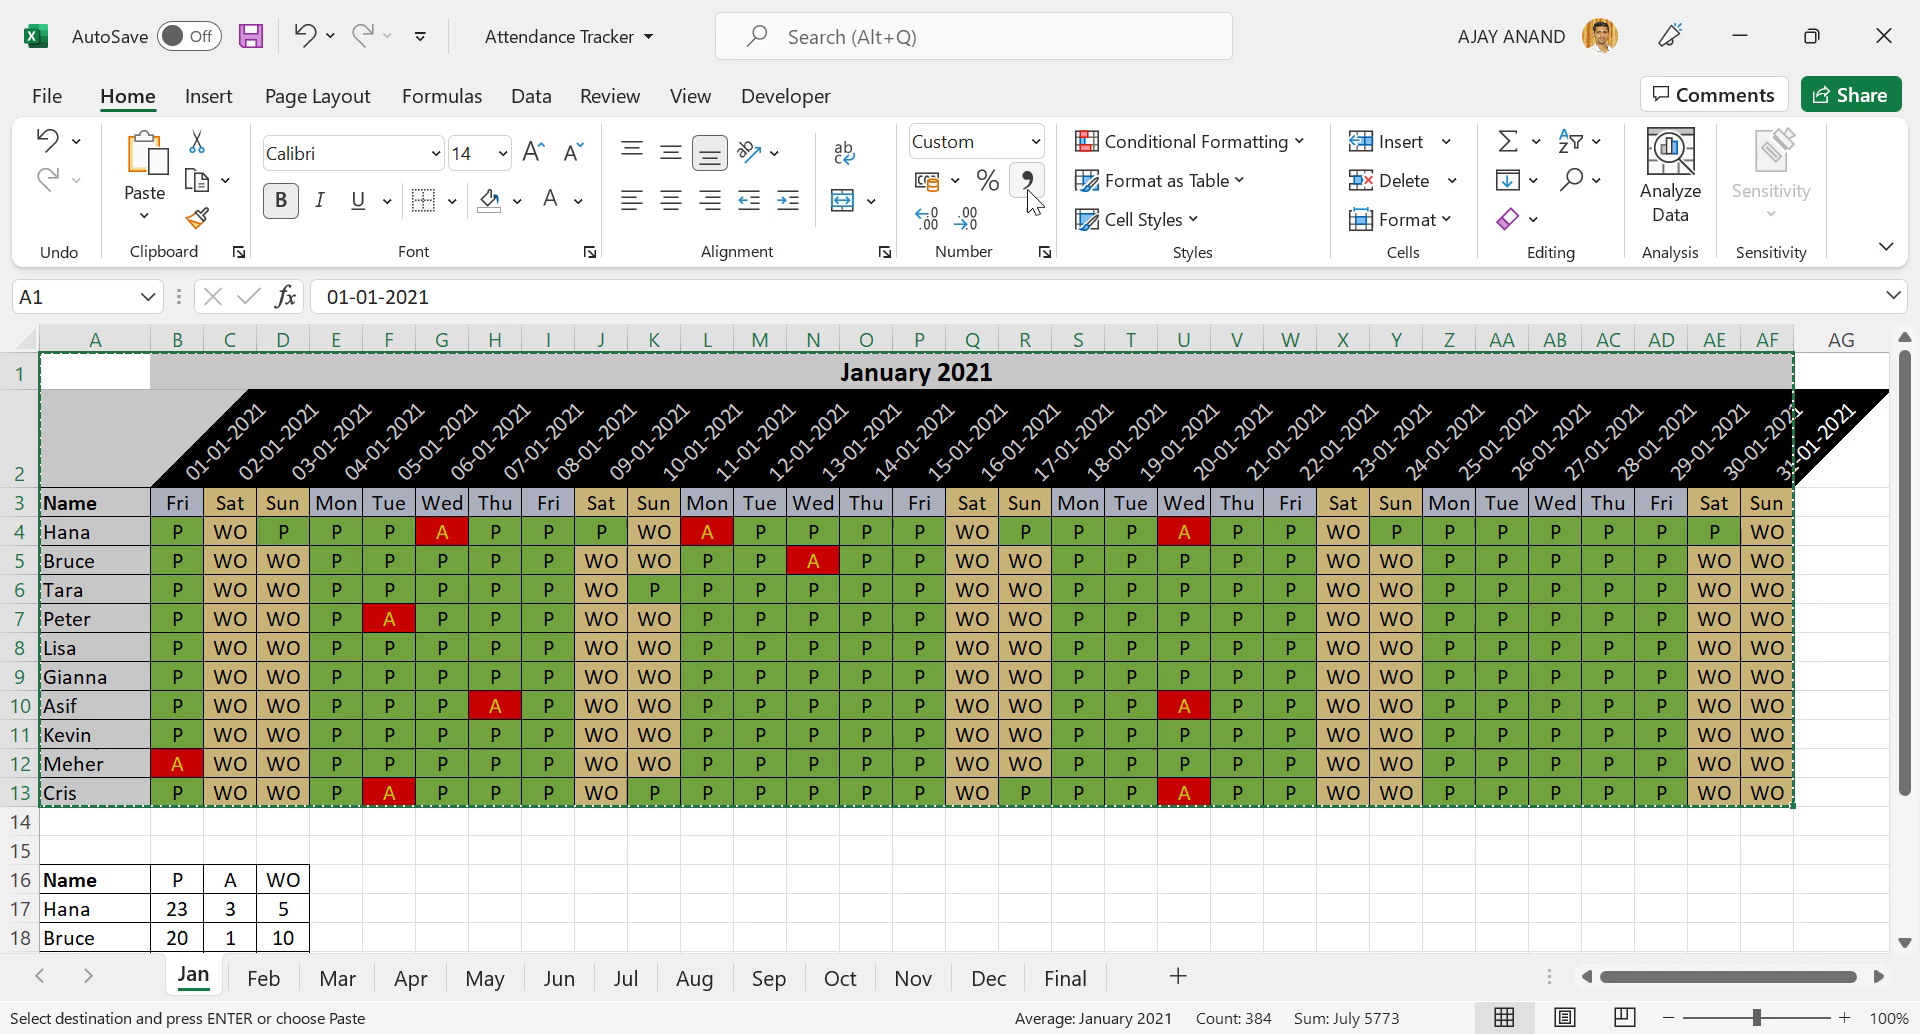 AutoSave Off Attendance Tracker Search (Alt+Q) AJAY ANAND
File Home Insert Page Layout Formulas Data Review View Developer Comments Share
Calibri 14 Custom Conditional Formatting Insert
Paste B I U A ab % , Format as Table Delete Analyze Data Sensitivity
Cell Styles Format
Undo Clipboard Font Alignment Number Styles Cells Editing Analysis Sensitivity
A1 fx 01-01-2021
A B C D E F G H I J K L M N O P Q R S T U V W X Y Z AA AB AC AD AE AF AG
1 January 2021
2 01-01-2021 02-01-2021 03-01-2021 04-01-2021 05-01-2021 06-01-2021 07-01-2021 08-01-2021 09-01-2021 10-01-2021 11-01-2021 12-01-2021 13-01-2021 14-01-2021 15-01-2021 16-01-2021 17-01-2021 18-01-2021 19-01-2021 20-01-2021 21-01-2021 22-01-2021 23-01-2021 24-01-2021 25-01-2021 26-01-2021 27-01-2021 28-01-2021 29-01-2021 30-01-2021 31-01-2021
3 Name Fri Sat Sun Mon Tue Wed Thu Fri Sat Sun Mon Tue Wed Thu Fri Sat Sun Mon Tue Wed Thu Fri Sat Sun Mon Tue Wed Thu Fri Sat Sun
4 Hana P WO P P P A P P P WO A P P P P WO P P P A P P WO P P P P P P P WO
5 Bruce P WO WO P P P P P WO WO P P A P P WO WO P P P P P WO WO P P P P P WO WO
6 Tara P WO WO P P P P P WO P P P P P P WO WO P P P P P WO WO P P P P P WO WO
7 Peter P WO WO P A P P P WO WO P P P P P WO WO P P P P P WO WO P P P P P WO WO
8 Lisa P WO WO P P P P P WO WO P P P P P WO WO P P P P P WO WO P P P P P WO WO
9 Gianna P WO WO P P P P P WO WO P P P P P WO WO P P P P P WO WO P P P P P WO WO
10 Asif P WO WO P P P A P WO WO P P P P P WO WO P P A P P WO WO P P P P P WO WO
11 Kevin P WO WO P P P P P WO WO P P P P P WO WO P P P P P WO WO P P P P P WO WO
12 Meher A WO WO P P P P P WO WO P P P P P WO WO P P P P P WO WO P P P P P WO WO
13 Cris P WO WO P A P P P WO P P P P P P WO P P P A P P WO WO P P P P P WO WO
14
15
16 Name P A WO
17 Hana 23 3 5
18 Bruce 20 1 10
Jan Feb Mar Apr May Jun Jul Aug Sep Oct Nov Dec Final
Select destination and press ENTER or choose Paste Average: January 2021 Count: 384 Sum: July 5773 100%